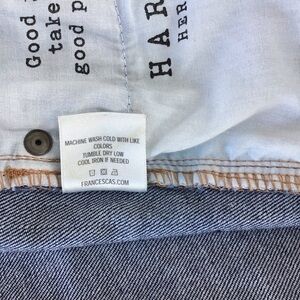 Good
take
good p
HAR
HER
MACHINE WASH COLD WITH LIKE
COLORS
TUMBLE DRY LOW
COOL IRON IF NEEDED
FRANCESCAS.COM